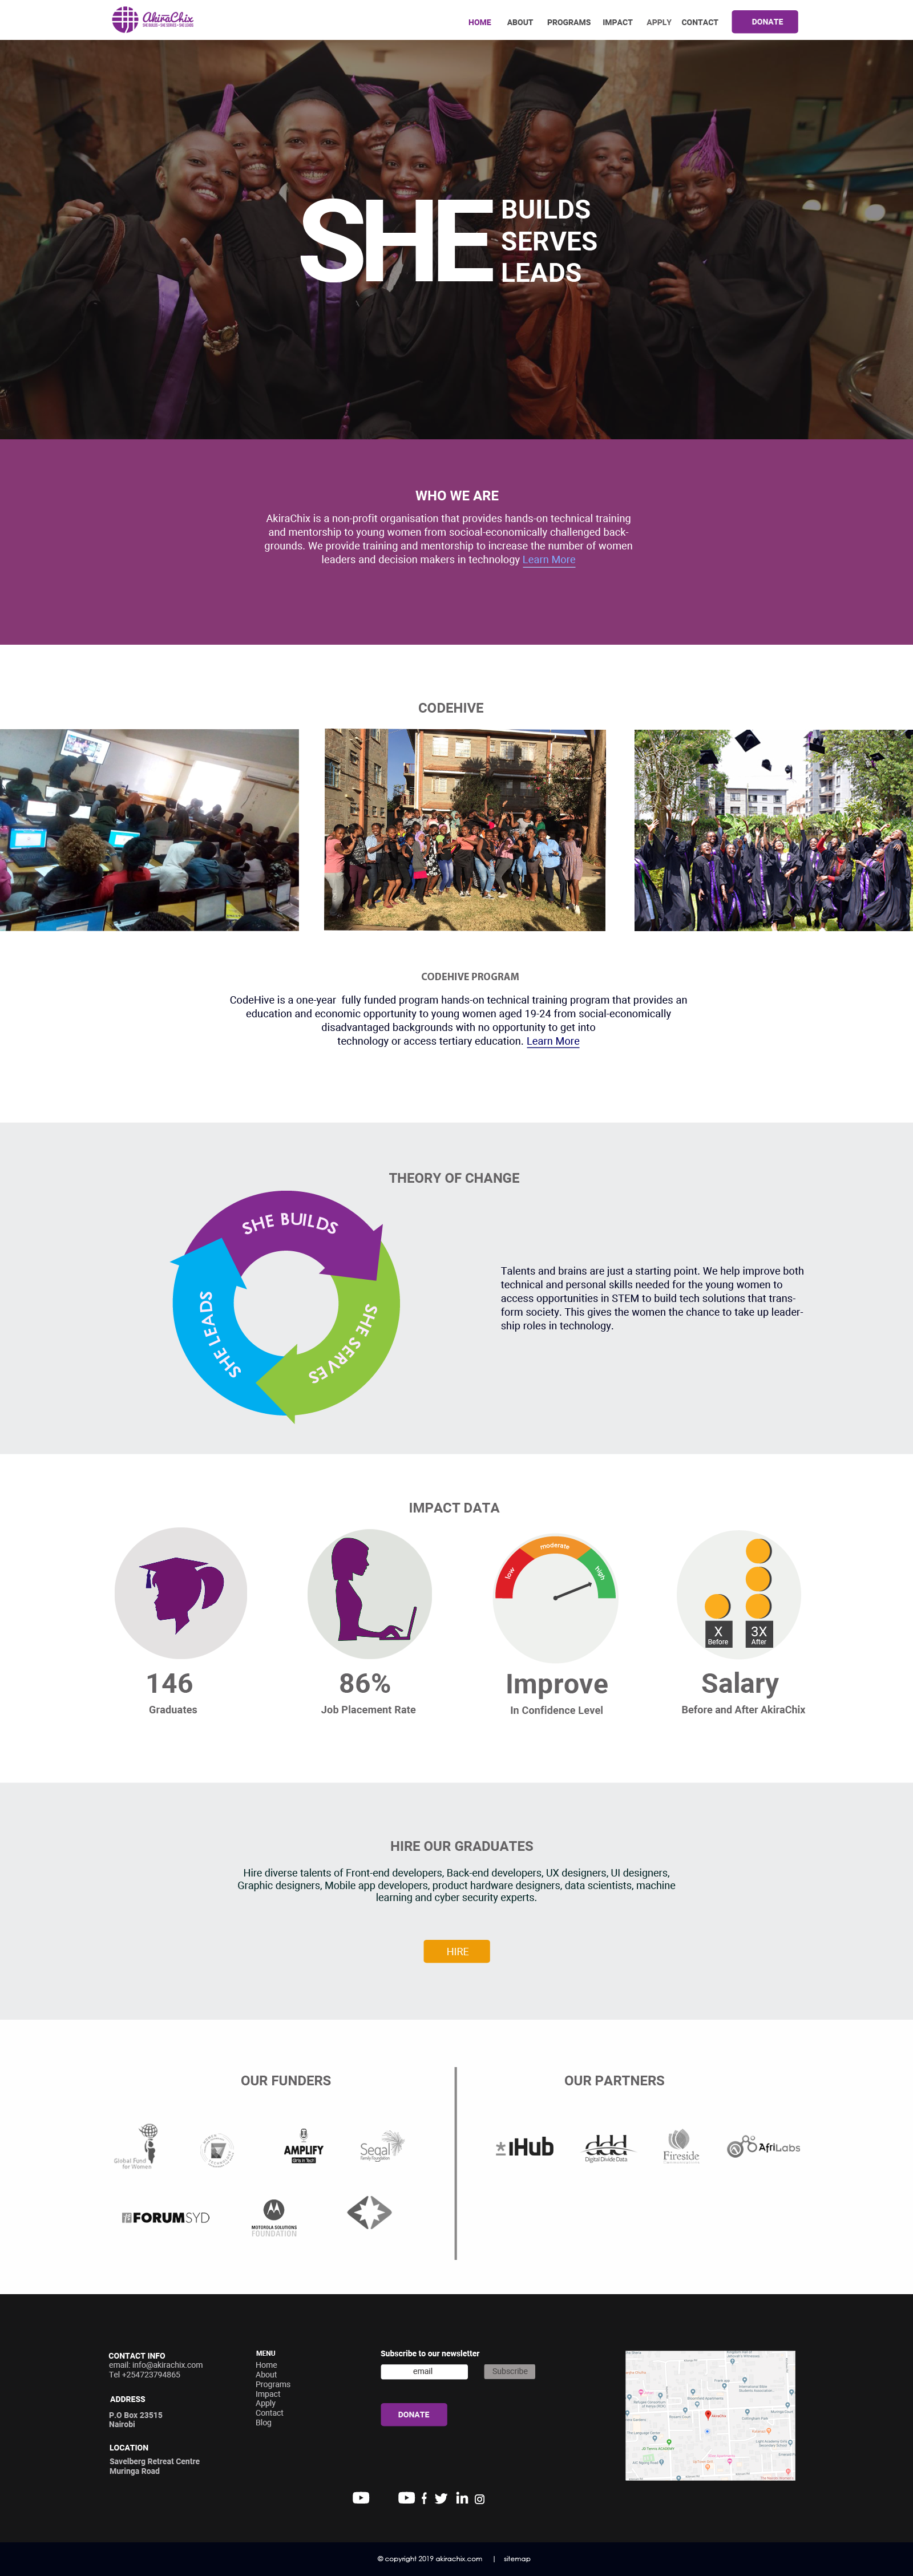 AkiraChix
SHE BUILDS • SHE SERVES • SHE LEADS
HOME ABOUT PROGRAMS IMPACT APPLY CONTACT DONATE
SHE
BUILDS
SERVES
LEADS
WHO WE ARE
AkiraChix is a non-profit organisation that provides hands-on technical training
and mentorship to young women from socioal-economically challenged back-
grounds. We provide training and mentorship to increase the number of women
leaders and decision makers in technology Learn More
CODEHIVE
CODEHIVE PROGRAM
CodeHive is a one-year fully funded program hands-on technical training program that provides an
education and economic opportunity to young women aged 19-24 from social-economically
disadvantaged backgrounds with no opportunity to get into
technology or access tertiary education. Learn More
THEORY OF CHANGE
SHE BUILDS
SHE SERVES
SHE LEADS
Talents and brains are just a starting point. We help improve both
technical and personal skills needed for the young women to
access opportunities in STEM to build tech solutions that trans-
form society. This gives the women the chance to take up leader-
ship roles in technology.
IMPACT DATA
low
moderate
high
X
Before
3X
After
146
Graduates
86%
Job Placement Rate
Improve
In Confidence Level
Salary
Before and After AkiraChix
HIRE OUR GRADUATES
Hire diverse talents of Front-end developers, Back-end developers, UX designers, UI designers,
Graphic designers, Mobile app developers, product hardware designers, data scientists, machine
learning and cyber security experts.
HIRE
OUR FUNDERS
Global Fund
for Women
AMPLIFY
Girls in Tech
Segal
Family Foundation
FORUMSYD
MOTOROLA SOLUTIONS
FOUNDATION
OUR PARTNERS
iHub
ddd
Digital Divide Data
Fireside
AfriLabs
CONTACT INFO
email: info@akirachix.com
Tel +254723794865
ADDRESS
P.O Box 23515
Nairobi
LOCATION
Savelberg Retreat Centre
Muringa Road
MENU
Home
About
Programs
Impact
Apply
Contact
Blog
Subscribe to our newsletter
email Subscribe
DONATE
© copyright 2019 akirachix.com | sitemap